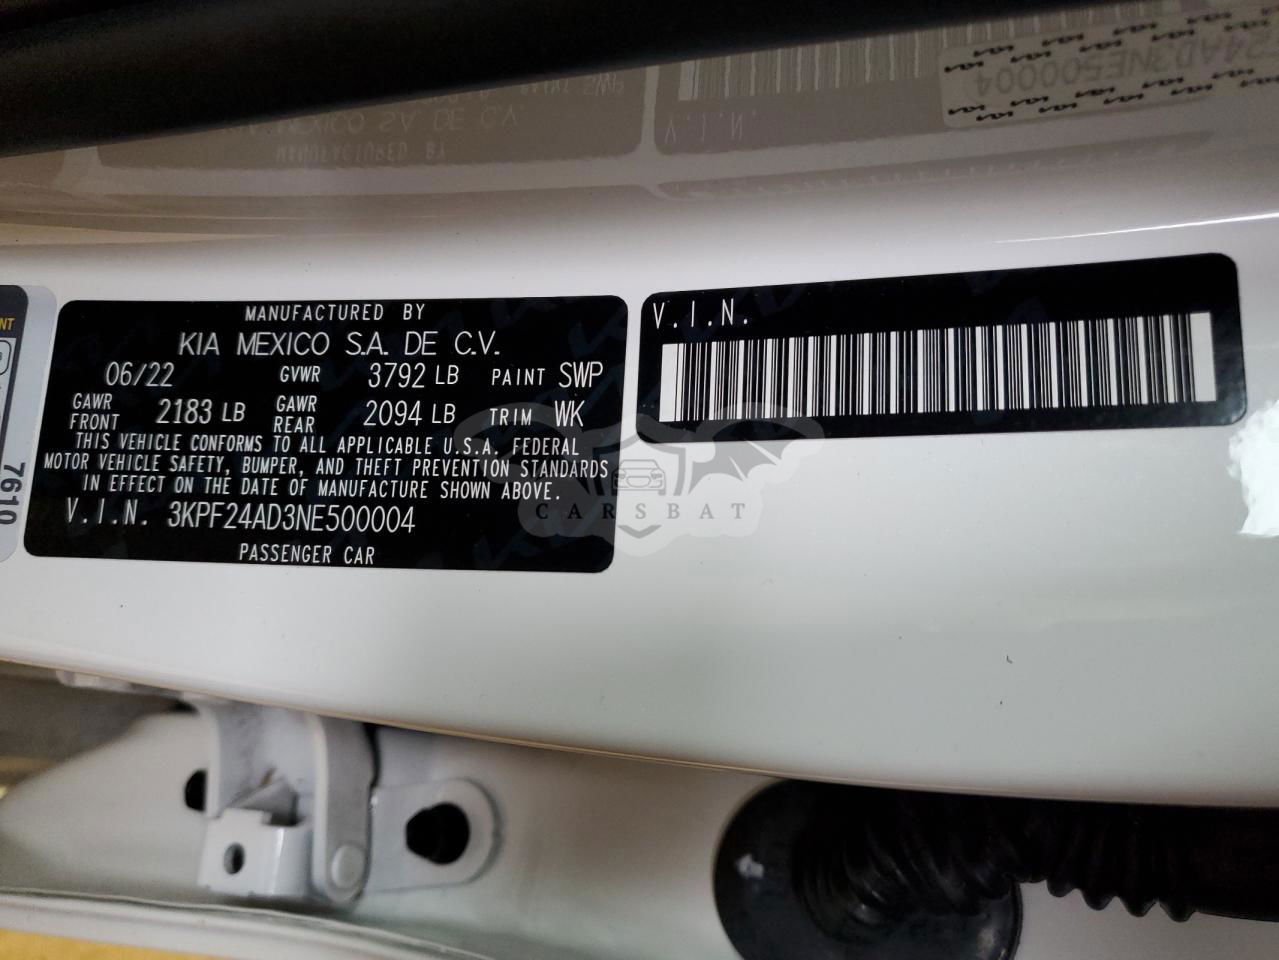 MANUFACTURED BY
KIA MEXICO S.A. DE C.V.
06/22 GVWR 3792 LB PAINT SWP
GAWR FRONT 2183 LB GAWR REAR 2094 LB TRIM WK
THIS VEHICLE CONFORMS TO ALL APPLICABLE U.S.A. FEDERAL
MOTOR VEHICLE SAFETY, BUMPER, AND THEFT PREVENTION STANDARDS
IN EFFECT ON THE DATE OF MANUFACTURE SHOWN ABOVE.
V.I.N. 3KPF24AD3NE500004
PASSENGER CAR
V.I.N.
7610
CARSBAT